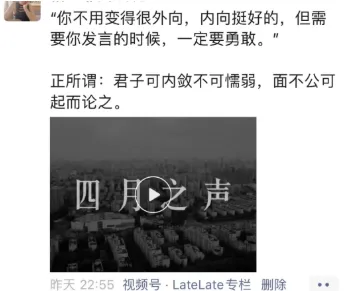 “你不用变得很外向，内向挺好的，但需
要你发言的时候，一定要勇敢。”
正所谓：君子可内敛不可懦弱，面不公可
起而论之。
四月之声
昨天 22:55 视频号·LateLate专栏 删除